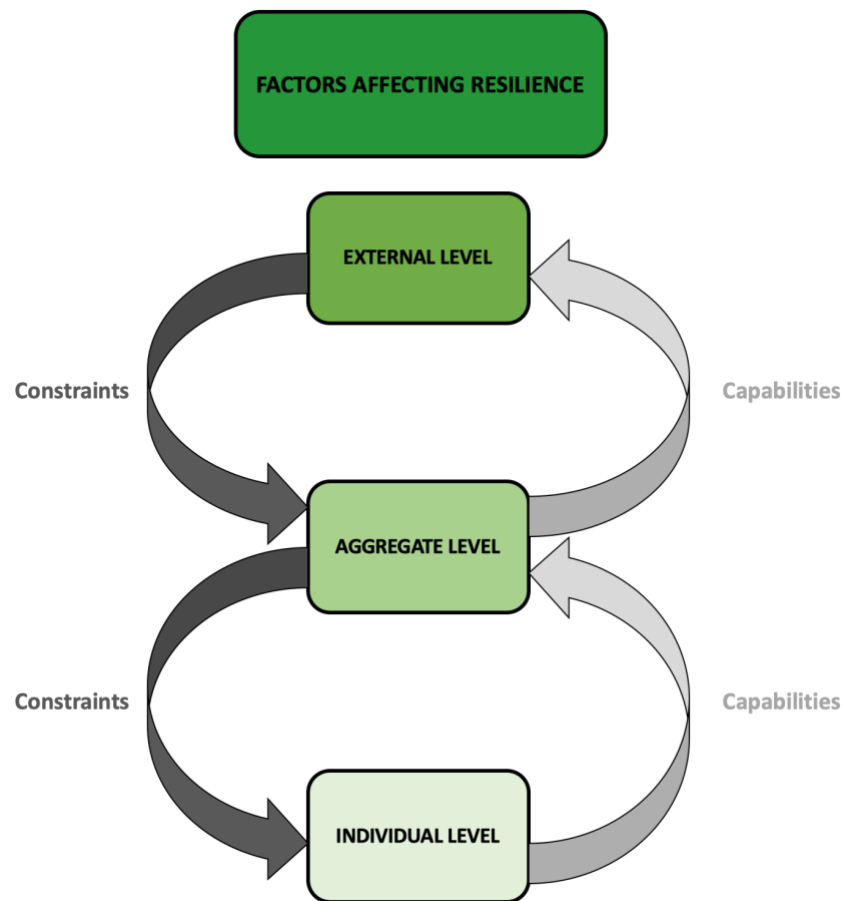 FACTORS AFFECTING RESILIENCE
EXTERNAL LEVEL
Constraints
Capabilities
AGGREGATE LEVEL
Constraints
Capabilities
INDIVIDUAL LEVEL